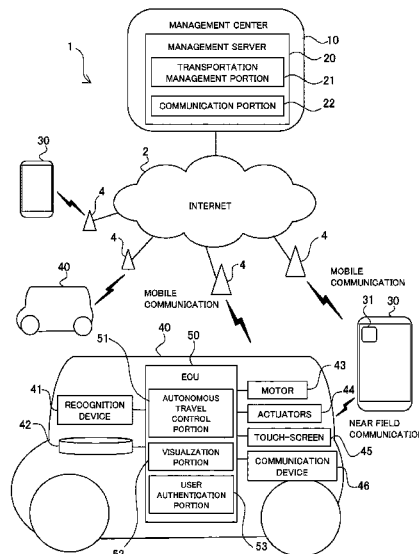 MANAGEMENT CENTER
10
MANAGEMENT SERVER
20
1
TRANSPORTATION
MANAGEMENT PORTION
21
COMMUNICATION PORTION
22
30
2
4
INTERNET
4
4
4
40
MOBILE COMMUNICATION
MOBILE
COMMUNICATION
31
30
40
50
51
ECU
43
MOTOR
41
RECOGNITION
DEVICE
AUTONOMOUS
TRAVEL
CONTROL
PORTION
44
ACTUATORS
42
TOUCH-SCREEN
45
NEAR FIELD
COMMUNICATION
VISUALZATION
PORTION
COMMUNICATION
DEVICE
46
USER
AUTHENTICATION
PORTION
52
53